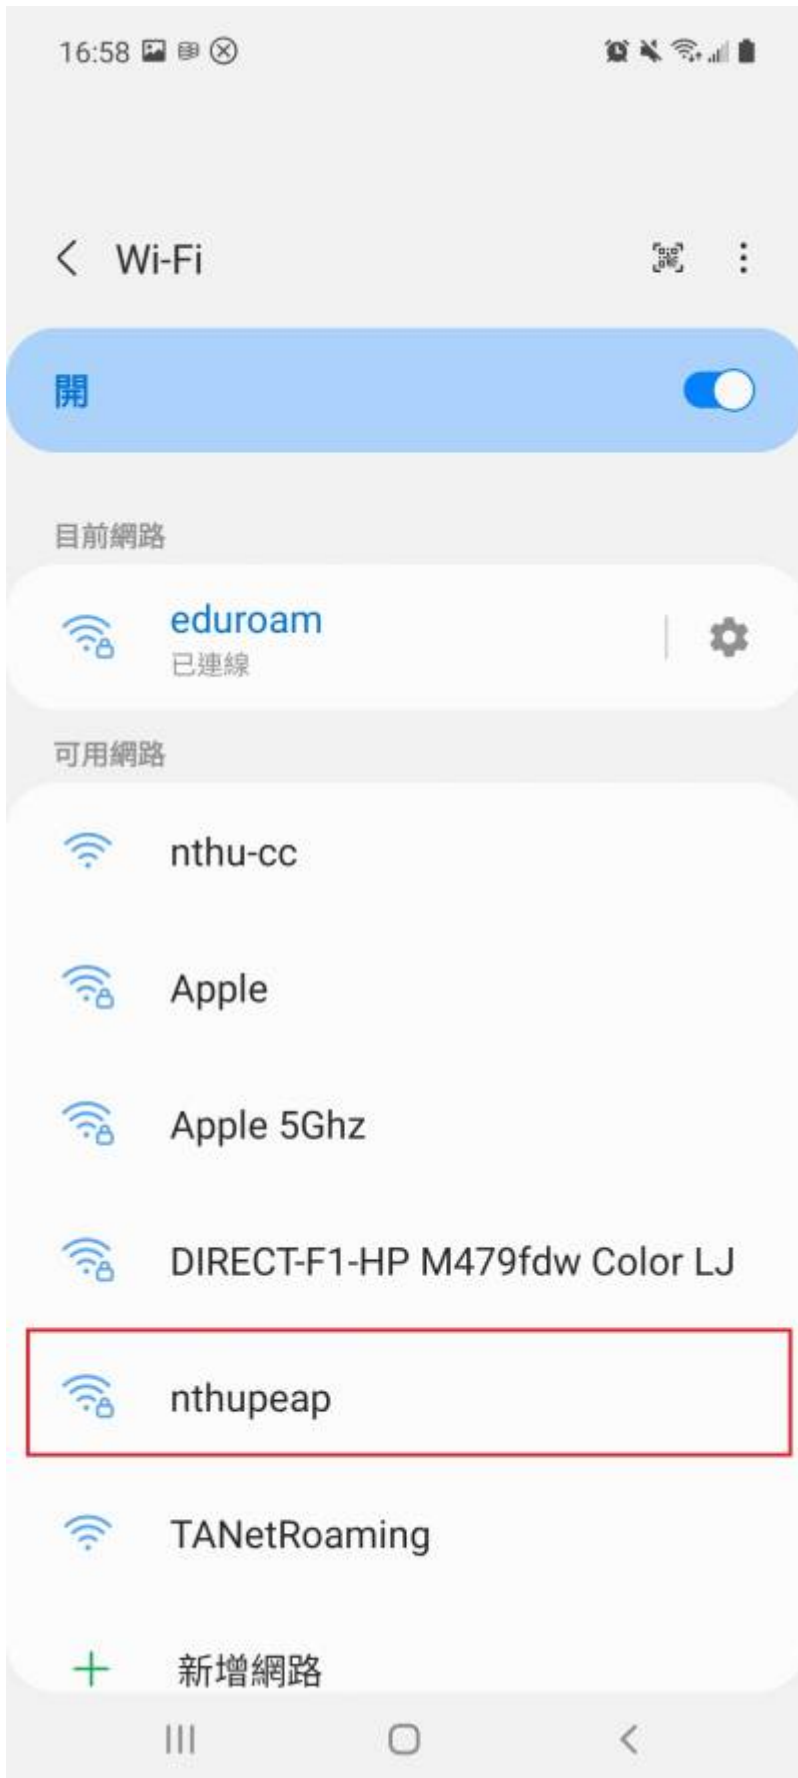 16:58
Wi-Fi
開
目前網路
eduroam
已連線
可用網路
nthu-cc
Apple
Apple 5Ghz
DIRECT-F1-HP M479fdw Color LJ
nthupeap
TANetRoaming
新增網路